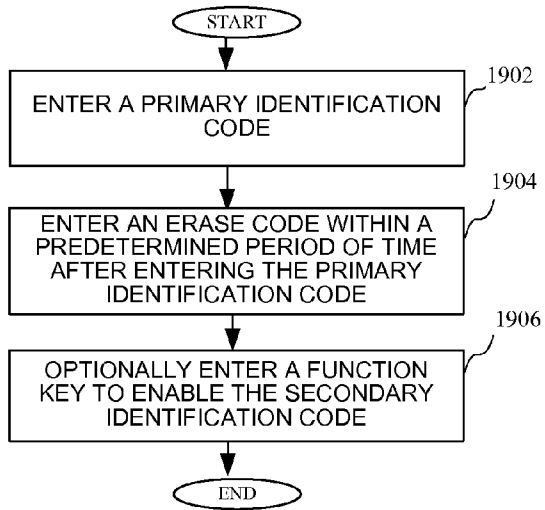 START
1902
ENTER A PRIMARY IDENTIFICATION
CODE
1904
ENTER AN ERASE CODE WITHIN A
PREDETERMINED PERIOD OF TIME
AFTER ENTERING THE PRIMARY
IDENTIFICATION CODE
1906
OPTIONALLY ENTER A FUNCTION
KEY TO ENABLE THE SECONDARY
IDENTIFICATION CODE
END